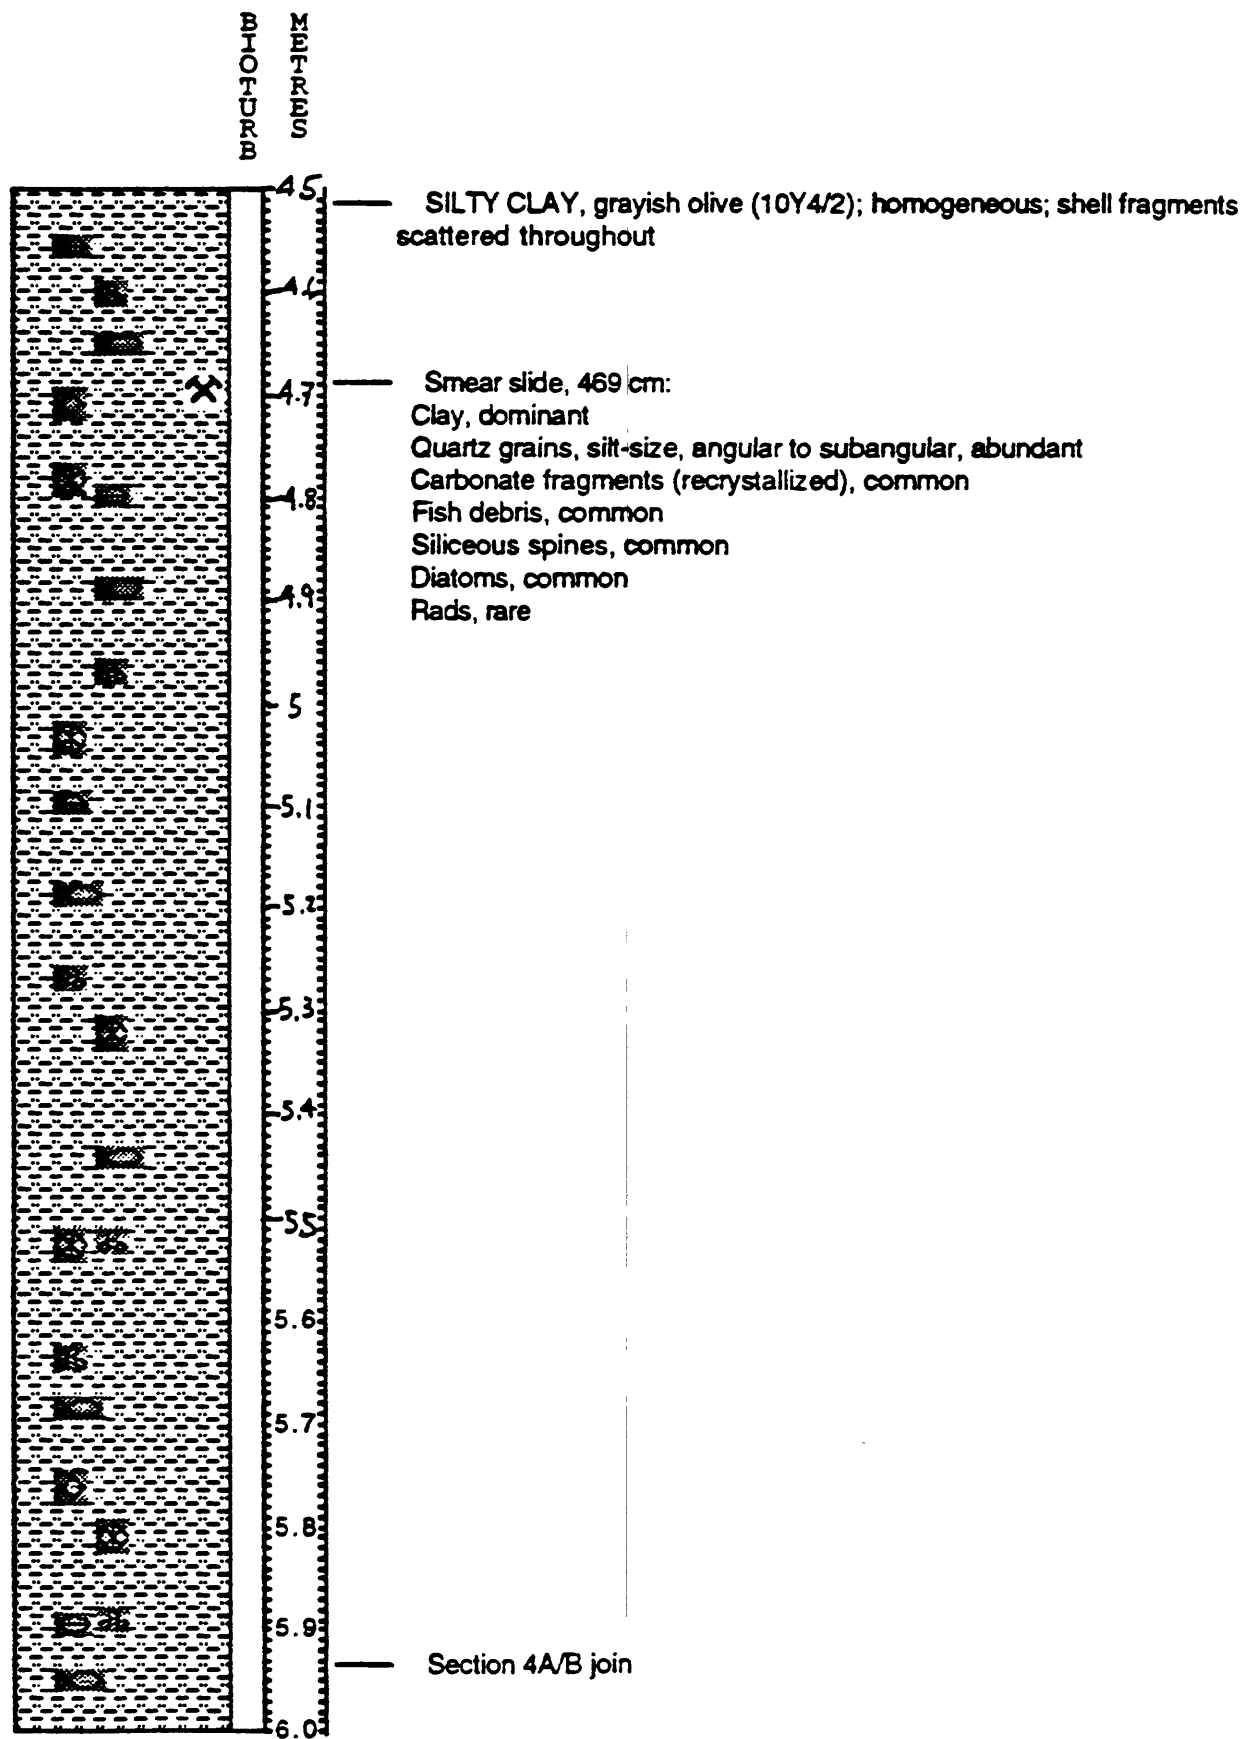 BIOTURB
METRES
4.5
SILTY CLAY, grayish olive (10Y4/2); homogeneous; shell fragments
scattered throughout
4.6
Smear slide, 469 cm:
4.7
Clay, dominant
Quartz grains, silt-size, angular to subangular, abundant
Carbonate fragments (recrystallized), common
4.8
Fish debris, common
Siliceous spines, common
Diatoms, common
4.9
Rads, rare
5
5.1
5.2
5.3
5.4
5.5
5.6
5.7
5.8
5.9
Section 4A/B join
6.0